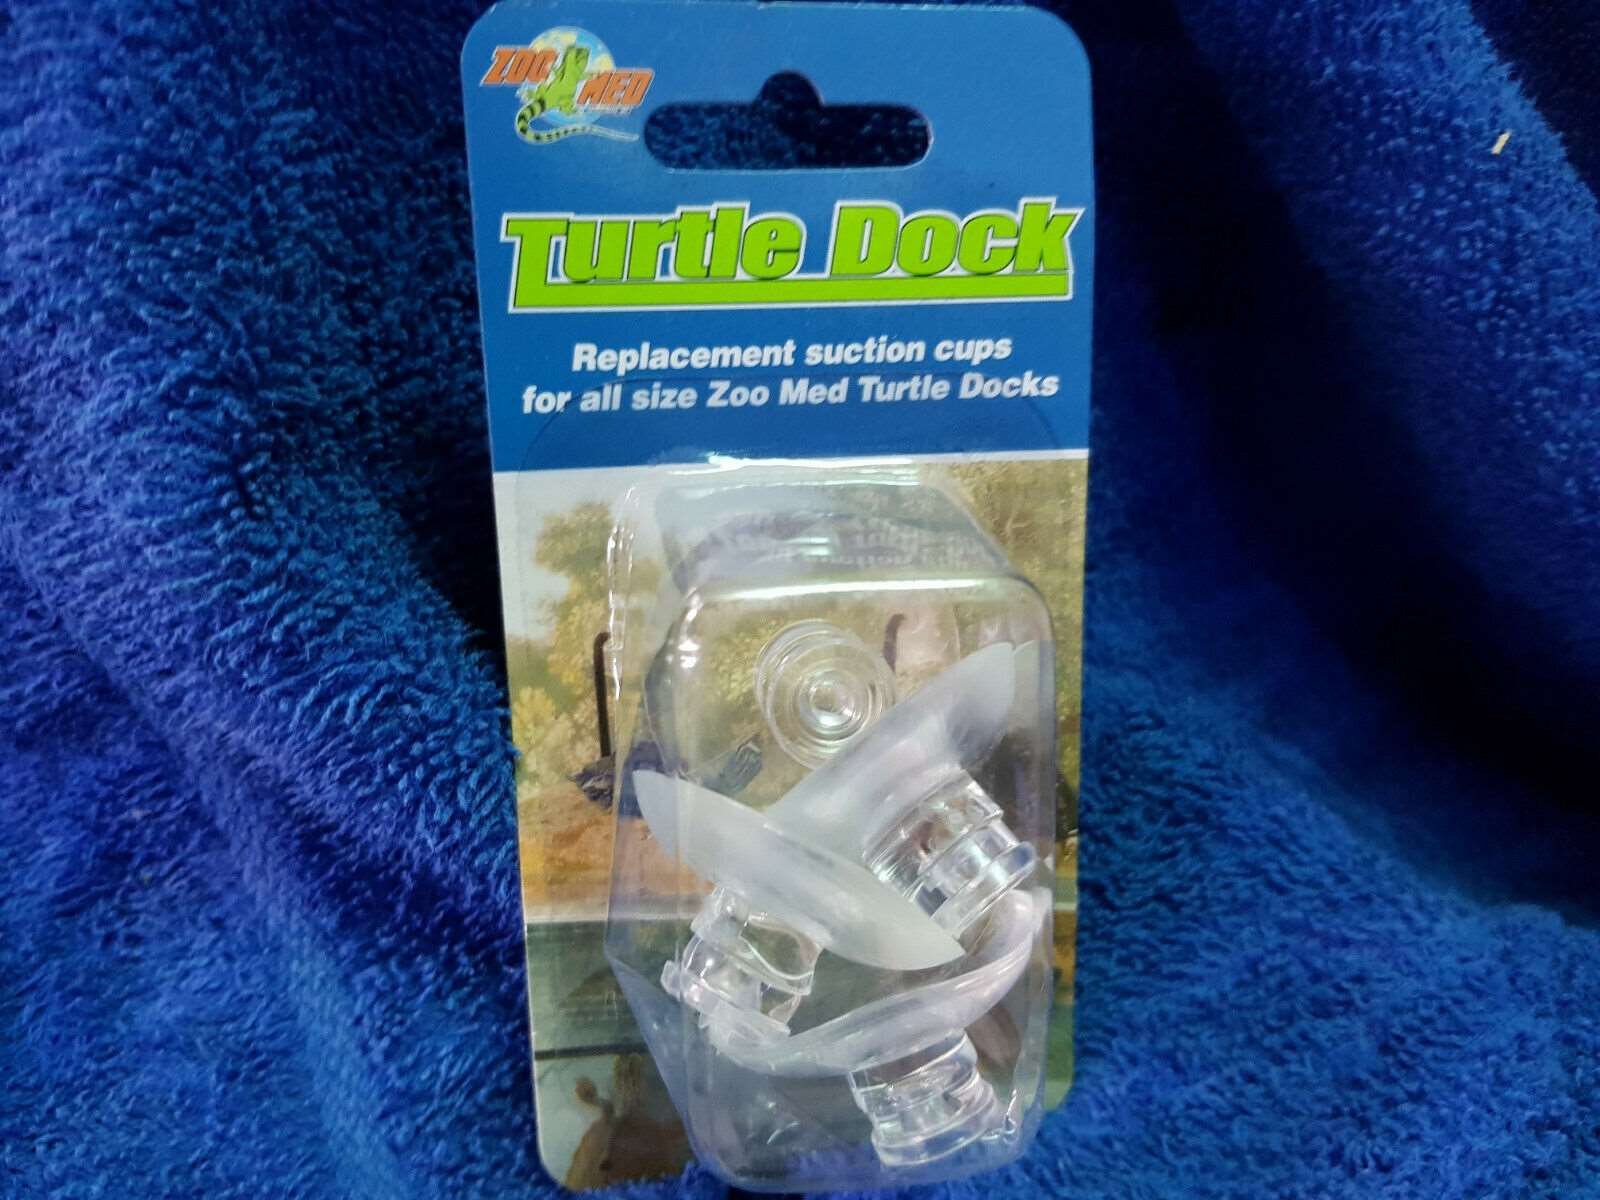 ZOO MED
Turtle Dock
Replacement suction cups
for all size Zoo Med Turtle Docks